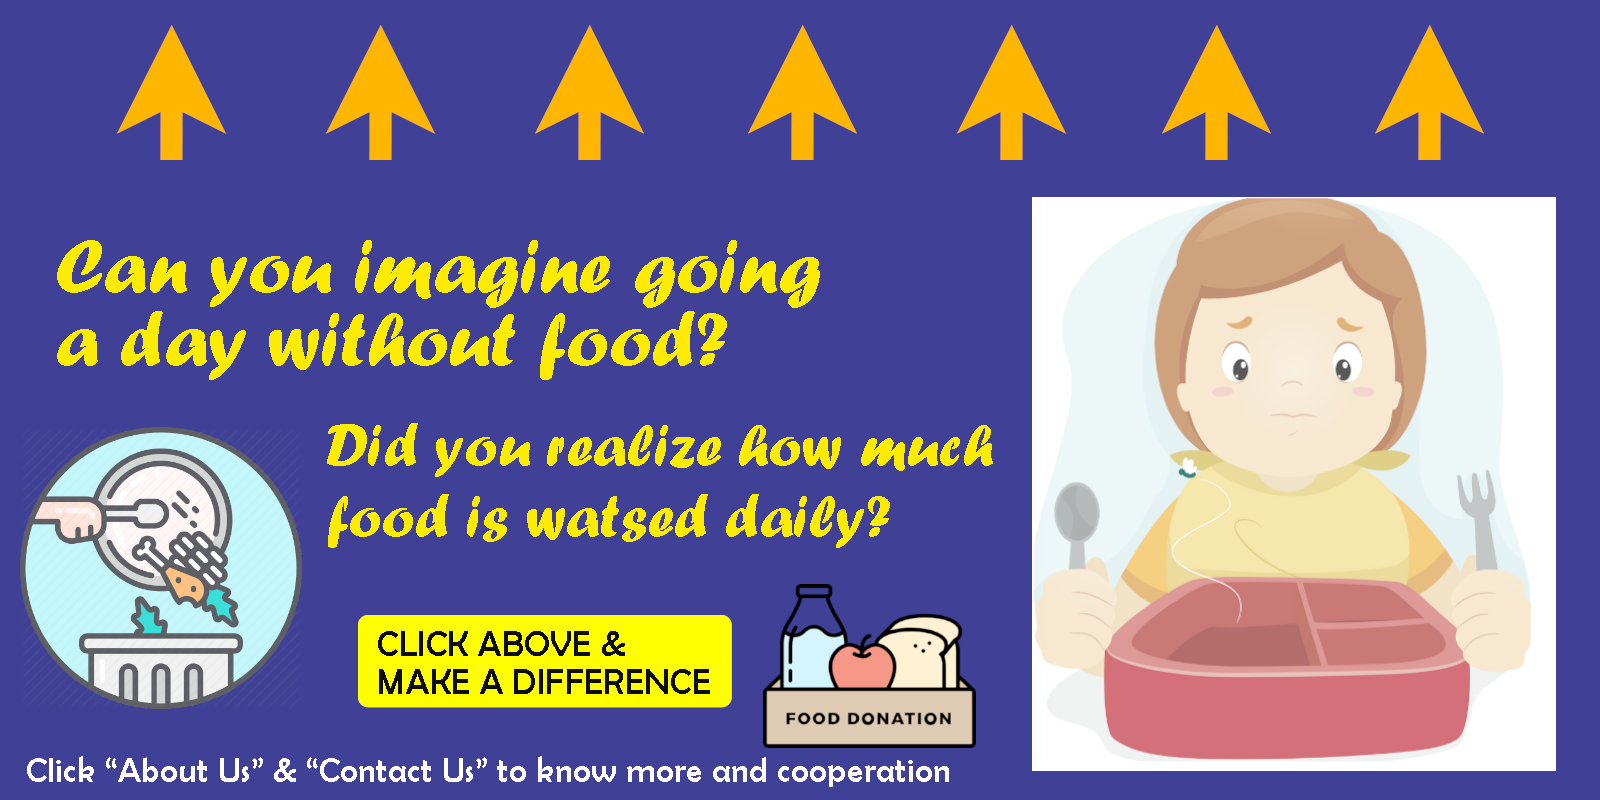 Can you imagine going
a day without food?
Did you realize how much
food is watsed daily?
CLICK ABOVE &
MAKE A DIFFERENCE
FOOD DONATION
Click “About Us” & “Contact Us” to know more and cooperation